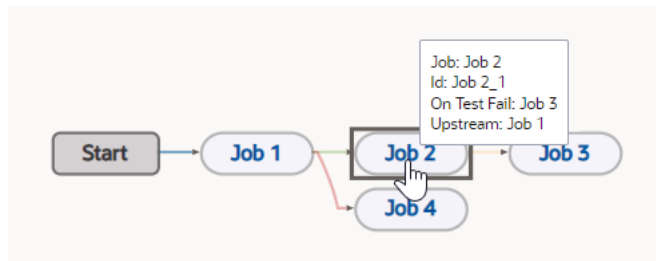 Job: Job 2
Id: Job 2_1
On Test Fail: Job 3
Upstream: Job 1
Start
Job 1
Job 2
Job 3
Job 4